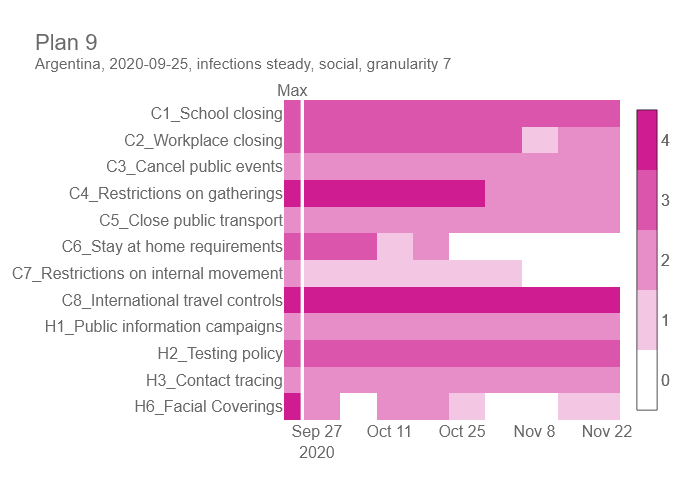 Plan 9
Argentina, 2020-09-25, infections steady, social, granularity 7
Max
C1_School closing
C2_Workplace closing
C3_Cancel public events
C4_Restrictions on gatherings
C5_Close public transport
C6_Stay at home requirements
C7_Restrictions on internal movement
C8_International travel controls
H1_Public information campaigns
H2_Testing policy
H3_Contact tracing
H6_Facial Coverings
Sep 27 Oct 11 Oct 25 Nov 8 Nov 22
2020
4
3
2
1
0